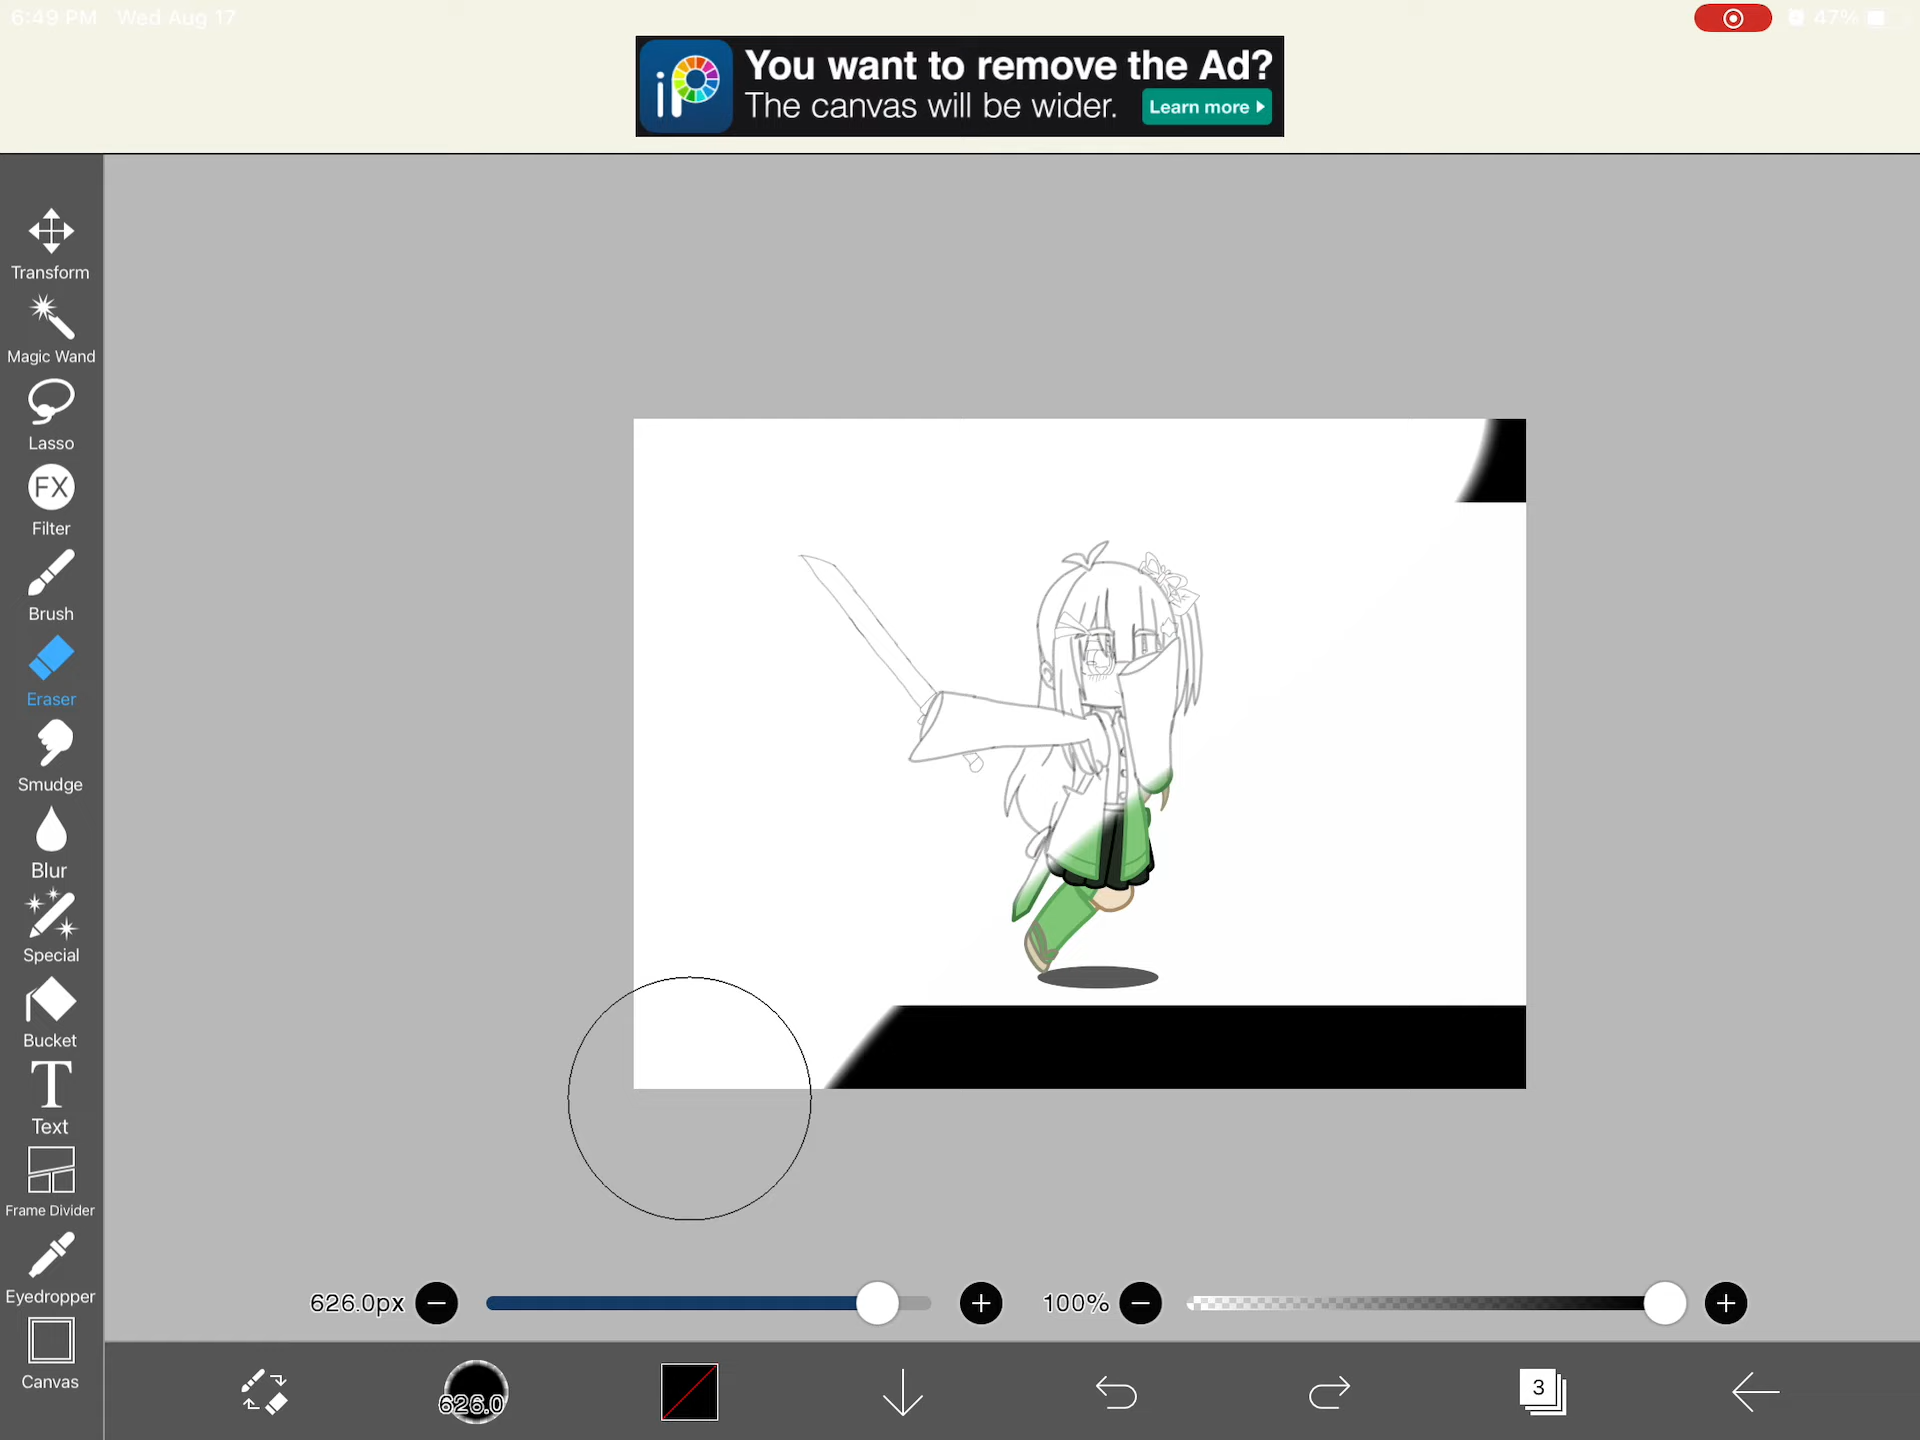 6:49 PM Wed Aug 17
47%
iP
You want to remove the Ad?
The canvas will be wider.
Learn more
Transform
Magic Wand
Lasso
FX
Filter
Brush
Eraser
Smudge
Blur
Special
Bucket
T
Text
Frame Divider
Eyedropper
Canvas
626.0px
100%
626.0
3